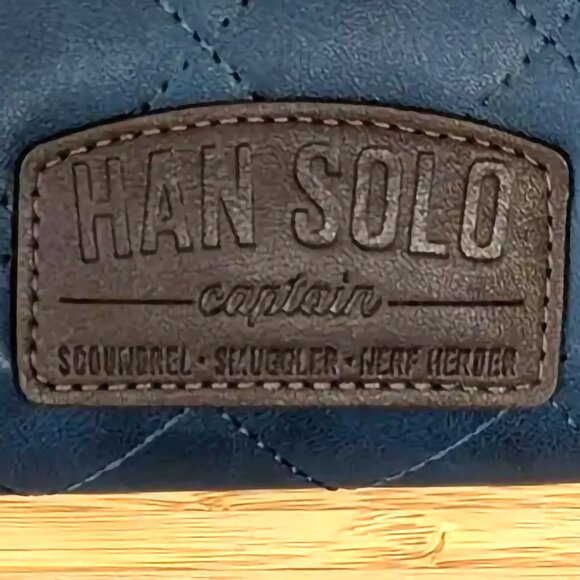 HAN SOLO
captain
SCOUNDREL · SMUGGLER · NERF HERDER